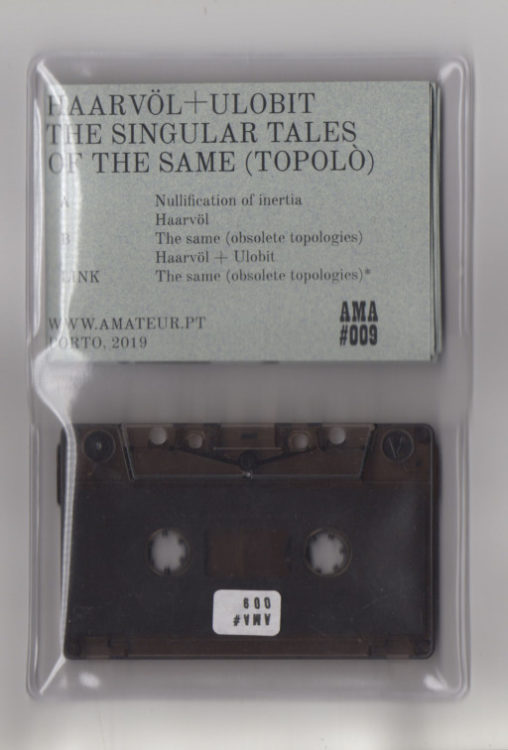 HAARVÖL+ULOBIT
THE SINGULAR TALES
OF THE SAME (TOPOLÒ)
A Nullification of inertia
Haarvöl
B The same (obsolete topologies)
Haarvöl + Ulobit
LINK The same (obsolete topologies)*
WWW.AMATEUR.PT
PORTO, 2019
AMA
#009
AMA#
009